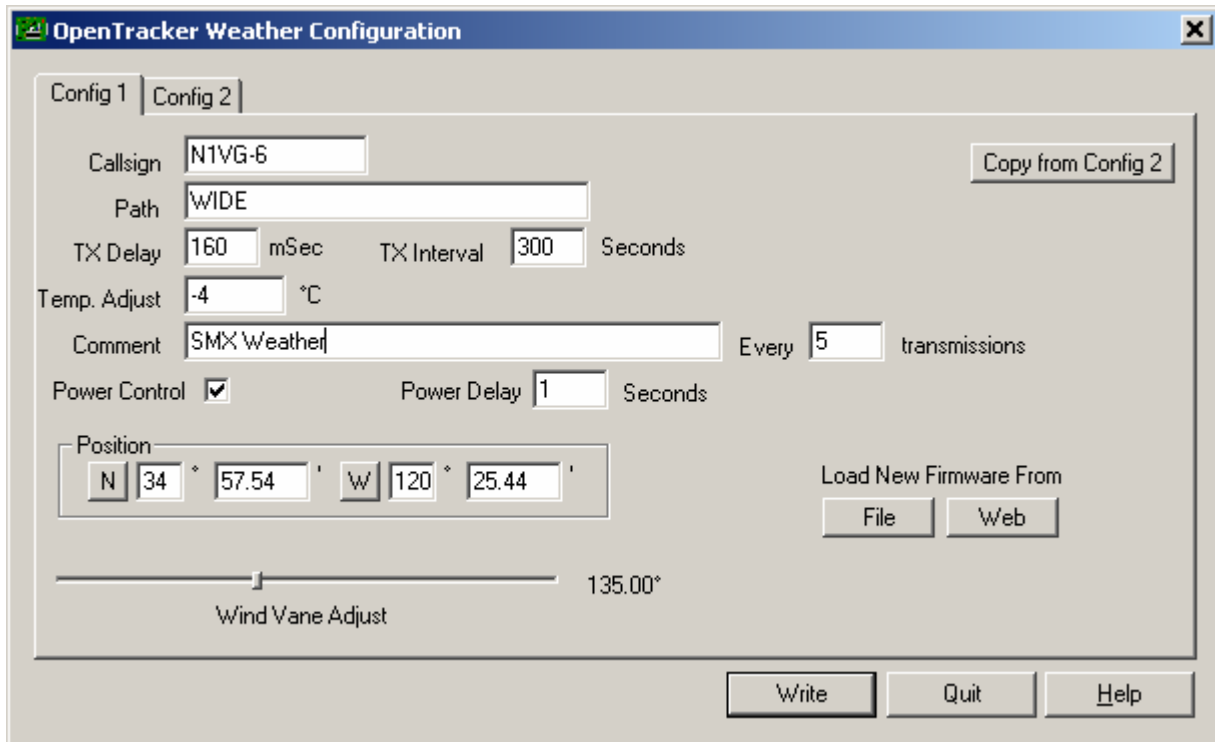 OpenTracker Weather Configuration
Config 1 Config 2
Callsign N1VG-6 Copy from Config 2
Path WIDE
TX Delay 160 mSec TX Interval 300 Seconds
Temp. Adjust -4 °C
Comment SMX Weather Every 5 transmissions
Power Control Power Delay 1 Seconds
Position
N 34 ° 57.54 ' W 120 ° 25.44 '
Load New Firmware From
File Web
135.00°
Wind Vane Adjust
Write Quit Help